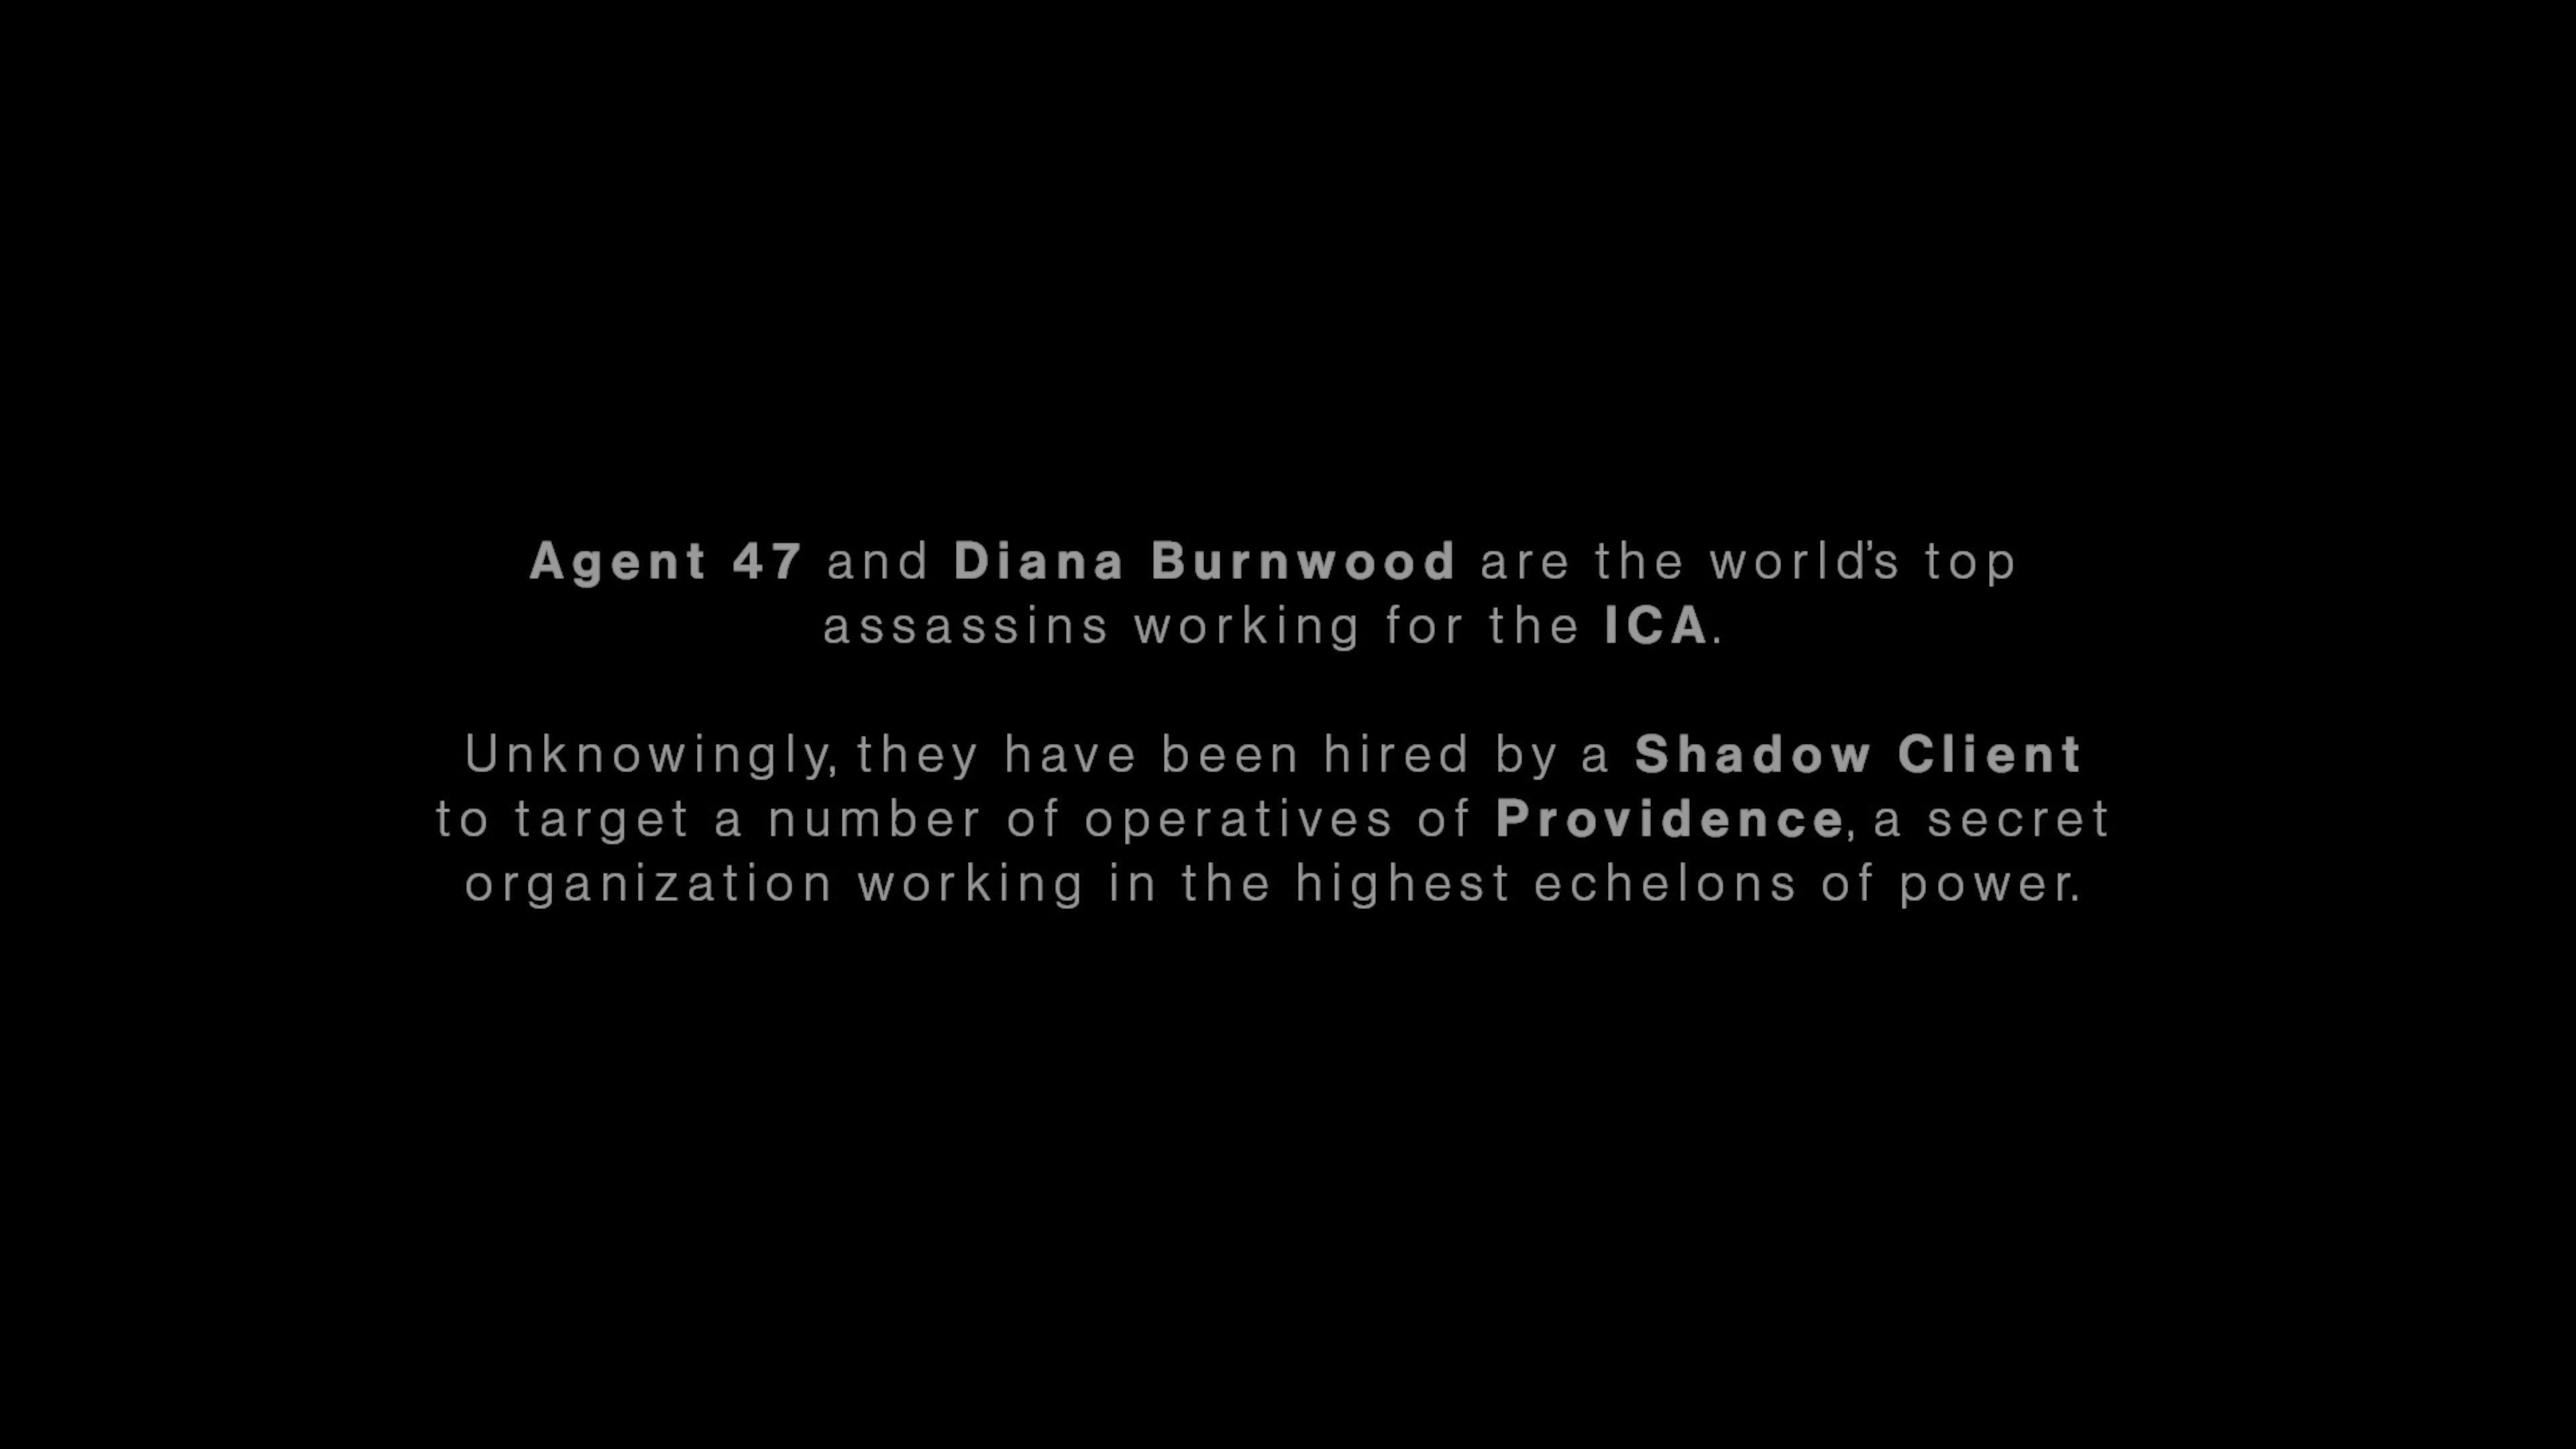 Agent 47 and Diana Burnwood are the world’s top
assassins working for the ICA.
Unknowingly, they have been hired by a Shadow Client
to target a number of operatives of Providence, a secret
organization working in the highest echelons of power.